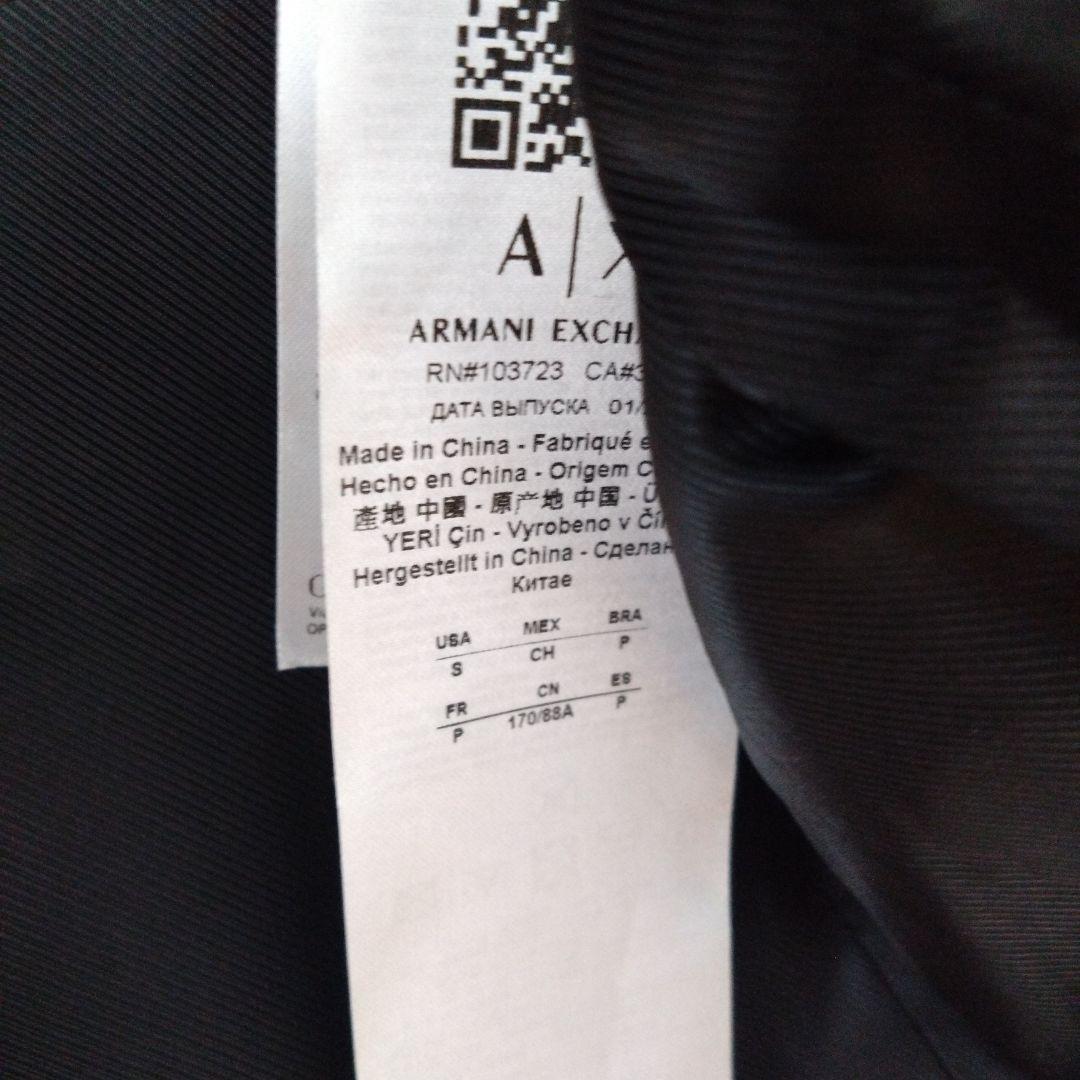 A|X
ARMANI EXCH
RN#103723 CA#3
ДАТА ВЫПУСКА 01/
Made in China - Fabriqué e
Hecho en China - Origem C
產地 中國 - 原产地 中国 - Ü
YERİ Çin - Vyrobeno v Čí
Hergestellt in China - Сделан
Китае
USA MEX BRA
S CH P
FR CN ES
P 170/88A P